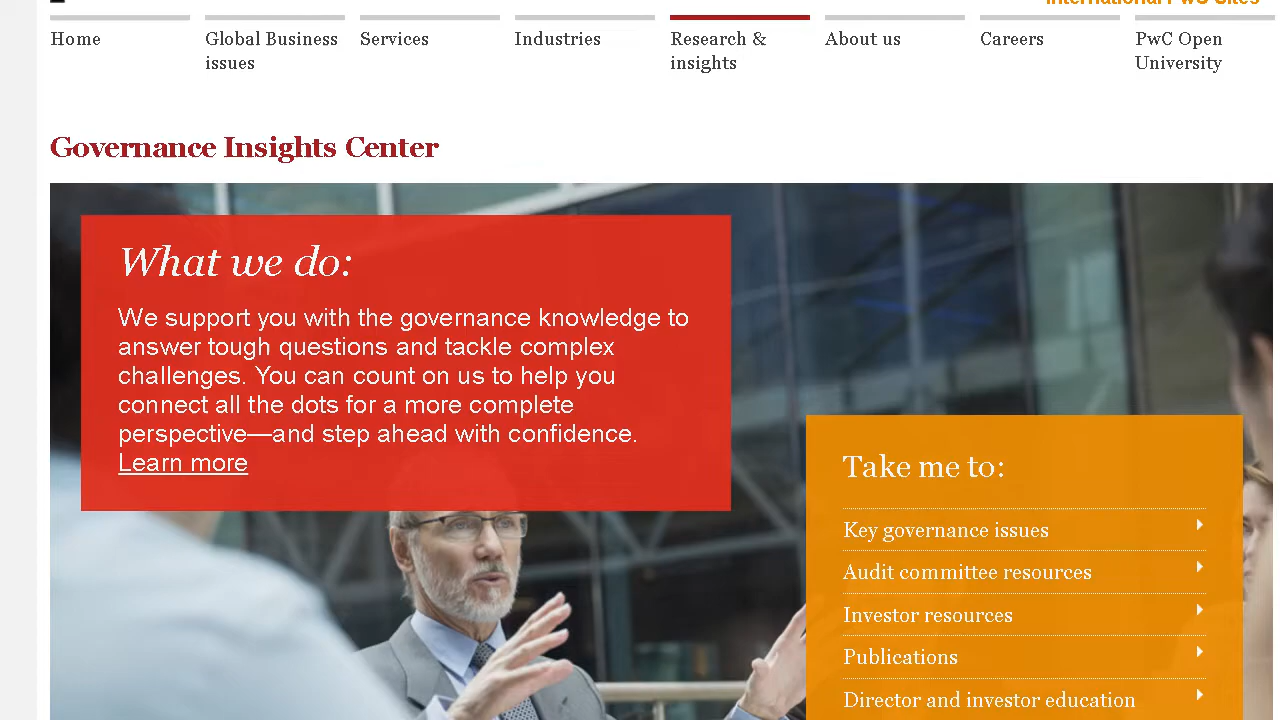 International PwC Sites
Home
Global Business
issues
Services
Industries
Research &
insights
About us
Careers
PwC Open
University
Governance Insights Center
What we do:
We support you with the governance knowledge to
answer tough questions and tackle complex
challenges. You can count on us to help you
connect all the dots for a more complete
perspective—and step ahead with confidence.
Learn more
Take me to:
Key governance issues
Audit committee resources
Investor resources
Publications
Director and investor education